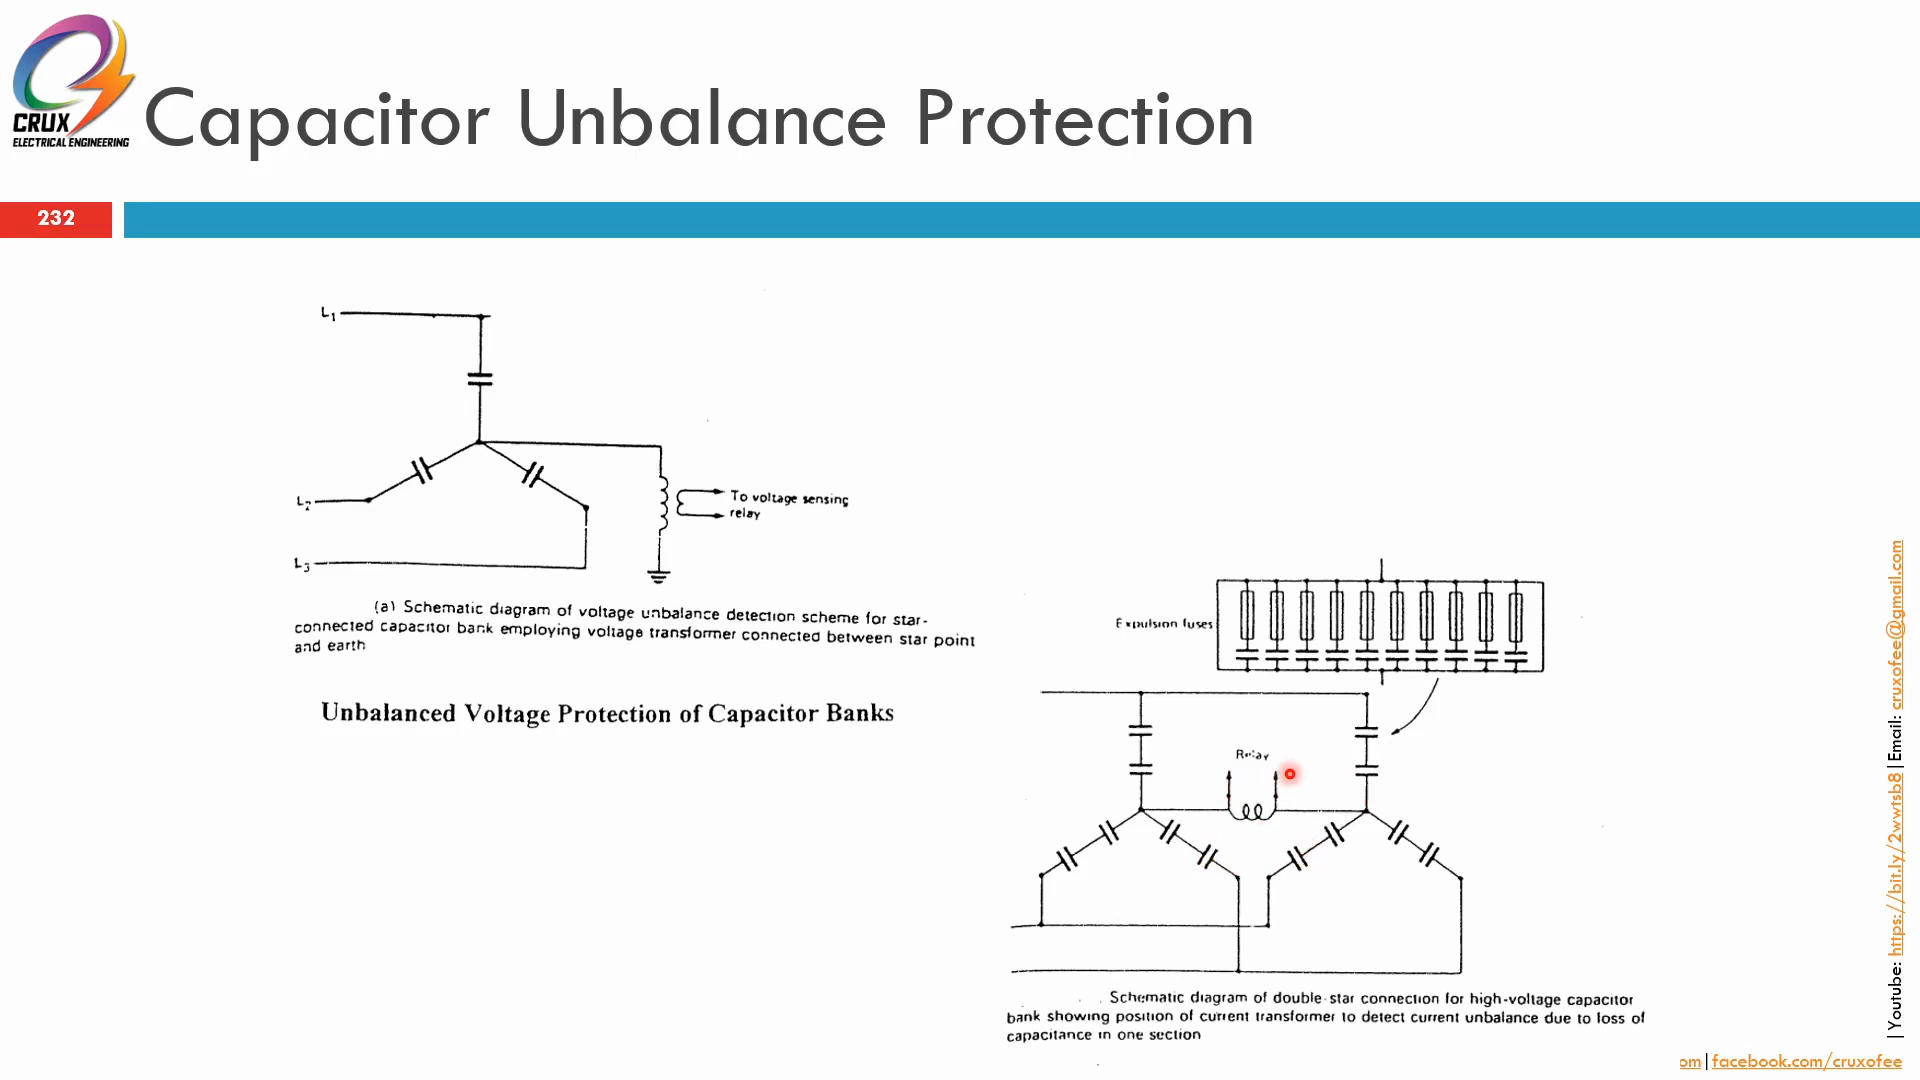 CRUX
ELECTRICAL ENGINEERING
Capacitor Unbalance Protection
232
L1
L2
L3
To voltage sensing
relay
(a) Schematic diagram of voltage unbalance detection scheme for star-
connected capacitor bank employing voltage transformer connected between star point
and earth
Unbalanced Voltage Protection of Capacitor Banks
Expulsion fuses
Relay
Schematic diagram of double-star connection for high-voltage capacitor
bank showing position of current transformer to detect current unbalance due to loss of
capacitance in one section
|Youtube: https://bit.ly/2wwtsb8|Email: cruxofee@gmail.com
om|facebook.com/cruxofee